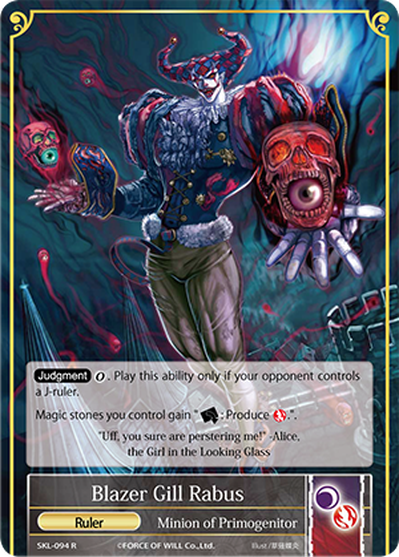 Judgment 0. Play this ability only if your opponent controls
a J-ruler.
Magic stones you control gain " : Produce .".
"Uff, you sure are perstering me!" -Alice,
the Girl in the Looking Glass
Blazer Gill Rabus
Ruler Minion of Primogenitor
SKL-094 R ©FORCE OF WILL Co.,Ltd. Illust./